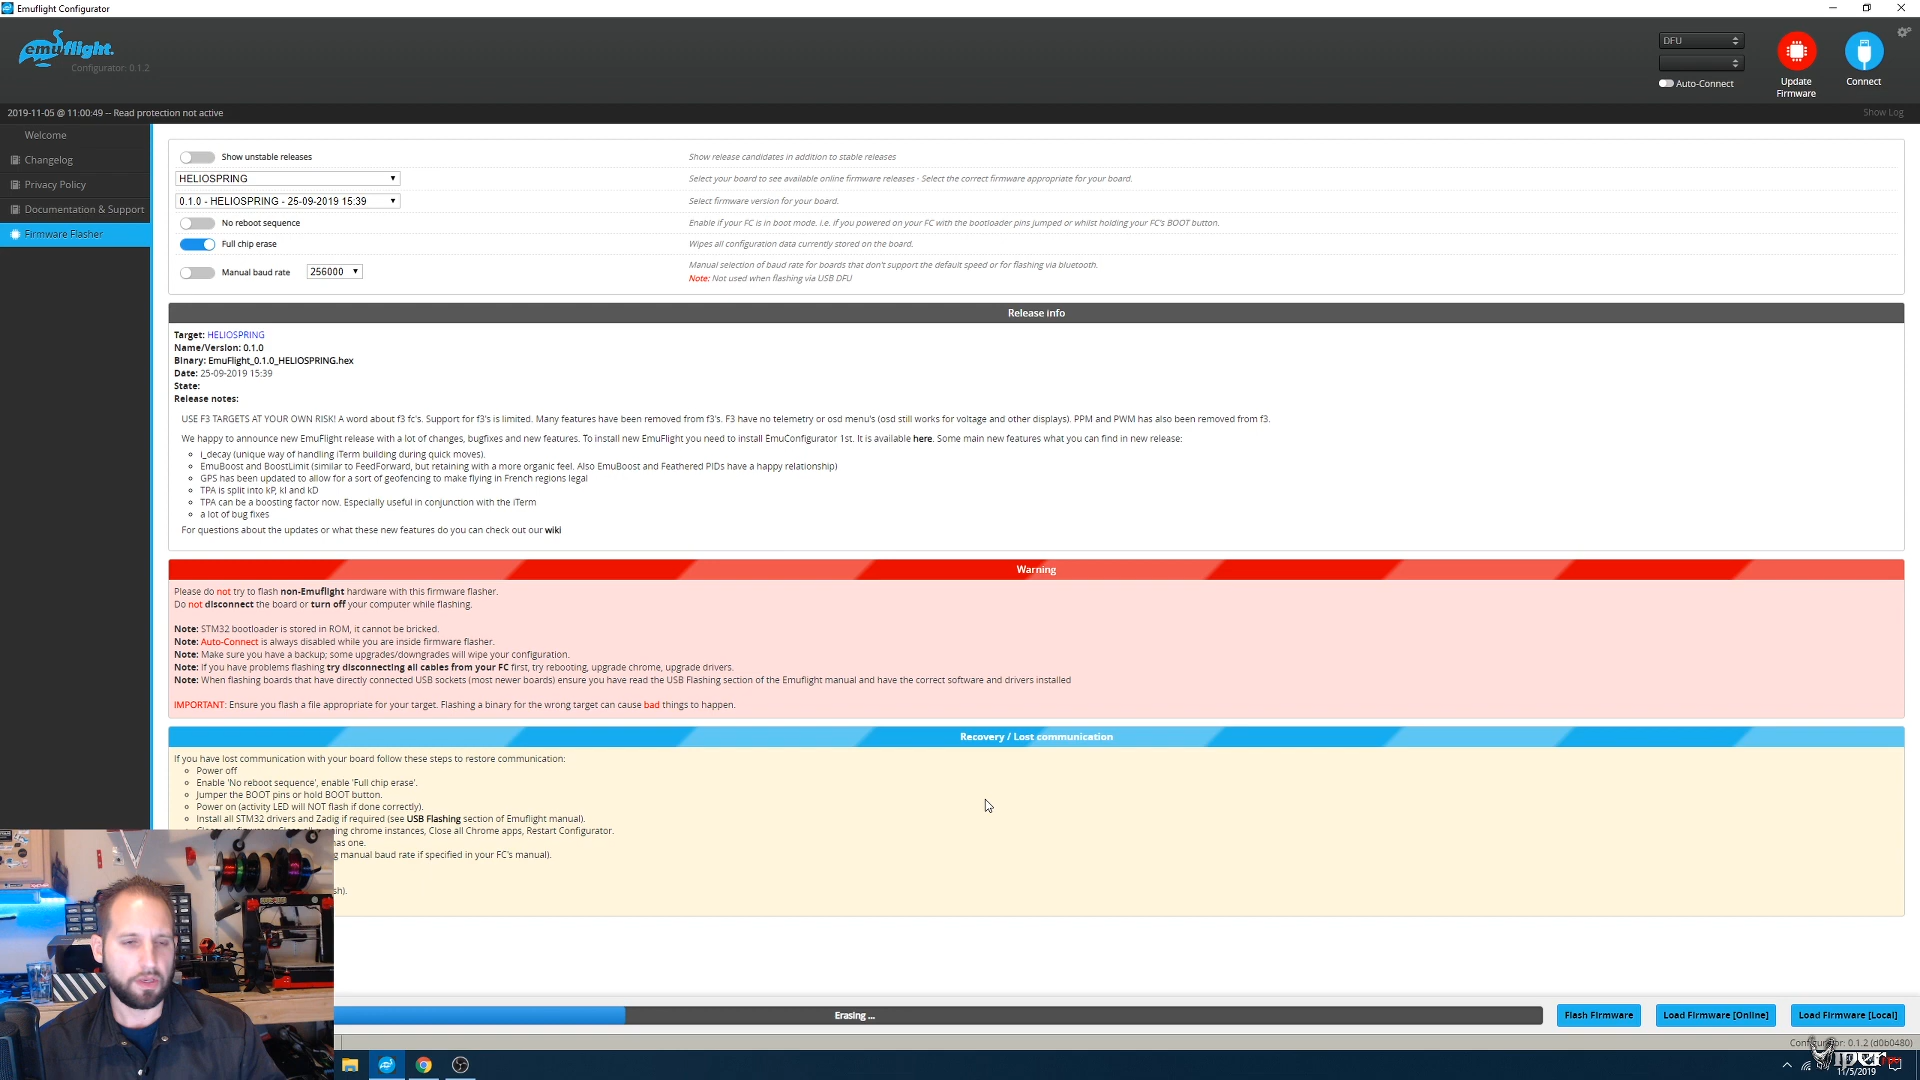 Emuflight Configurator
emuflight.
Configurator: 0.1.2
DFU
Auto-Connect
Update
Firmware
Connect
2019-11-05 @ 11:00:49 -- Read protection not active
Show Log
Welcome
Changelog
Privacy Policy
Documentation & Support
Firmware Flasher
Show unstable releases
Show release candidates in addition to stable releases
HELIOSPRING
Select your board to see available online firmware releases - Select the correct firmware appropriate for your board.
0.1.0 - HELIOSPRING - 25-09-2019 15:39
Select firmware version for your board.
No reboot sequence
Enable if your FC is in boot mode. i.e. if you powered on your FC with the bootloader pins jumped or whilst holding your FC's BOOT button.
Full chip erase
Wipes all configuration data currently stored on the board.
Manual baud rate
256000
Manual selection of baud rate for boards that don't support the default speed or for flashing via bluetooth.
Note: Not used when flashing via USB DFU
Release info
Target: HELIOSPRING
Name/Version: 0.1.0
Binary: EmuFlight_0.1.0_HELIOSPRING.hex
Date: 25-09-2019 15:39
State:
Release notes:
USE F3 TARGETS AT YOUR OWN RISK! A word about f3 fc's. Support for f3's is limited. Many features have been removed from f3's. F3 have no telemetry or osd menu's (osd still works for voltage and other displays). PPM and PWM has also been removed from f3.
We happy to announce new EmuFlight release with a lot of changes, bugfixes and new features. To install new EmuFlight you need to install EmuConfigurator 1st. It is available here. Some main new features what you can find in new release:
i_decay (unique way of handling iTerm building during quick moves).
EmuBoost and BoostLimit (similar to FeedForward, but retaining with a more organic feel. Also EmuBoost and Feathered PIDs have a happy relationship)
GPS has been updated to allow for a sort of geofencing to make flying in French regions legal
TPA is split into kP, kI and kD
TPA can be a boosting factor now. Especially useful in conjunction with the iTerm
a lot of bug fixes
For questions about the updates or what these new features do you can check out our wiki
Warning
Please do not try to flash non-Emuflight hardware with this firmware flasher.
Do not disconnect the board or turn off your computer while flashing.
Note: STM32 bootloader is stored in ROM, it cannot be bricked.
Note: Auto-Connect is always disabled while you are inside firmware flasher.
Note: Make sure you have a backup; some upgrades/downgrades will wipe your configuration.
Note: If you have problems flashing try disconnecting all cables from your FC first, try rebooting, upgrade chrome, upgrade drivers.
Note: When flashing boards that have directly connected USB sockets (most newer boards) ensure you have read the USB Flashing section of the Emuflight manual and have the correct software and drivers installed
IMPORTANT: Ensure you flash a file appropriate for your target. Flashing a binary for the wrong target can cause bad things to happen.
Recovery / Lost communication
If you have lost communication with your board follow these steps to restore communication:
Power off
Enable 'No reboot sequence', enable 'Full chip erase'.
Jumper the BOOT pins or hold BOOT button.
Power on (activity LED will NOT flash if done correctly).
Install all STM32 drivers and Zadig if required (see USB Flashing section of Emuflight manual).
chrome instances, Close all Chrome apps, Restart Configurator.
has one.
manual baud rate if specified in your FC's manual).
Erasing ...
Flash Firmware
Load Firmware [Online]
Load Firmware [Local]
0.1.2 (d0b0480)
11/5/2019